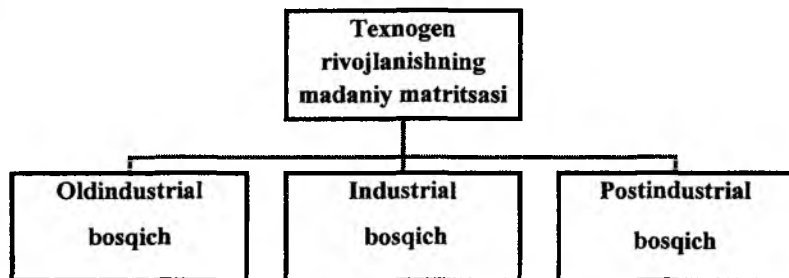 Texnogen
rivojlanishning
madaniy matritsasi
Oldindustrial
bosqich
Industrial
bosqich
Postindustrial
bosqich